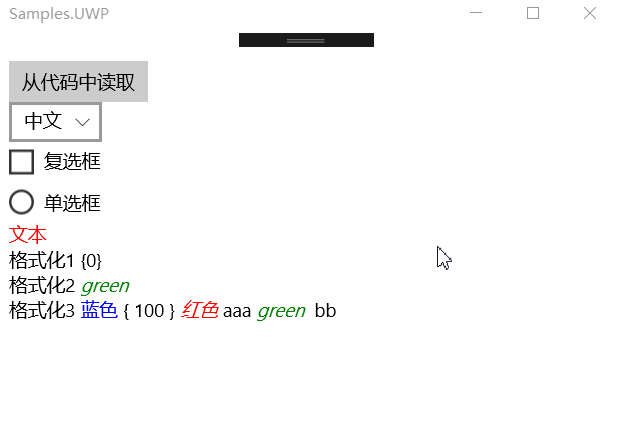 Samples.UWP
从代码中读取
中文
复选框
单选框
文本
格式化1 {0}
格式化2 green
格式化3 蓝色 { 100 } 红色 aaa green bb